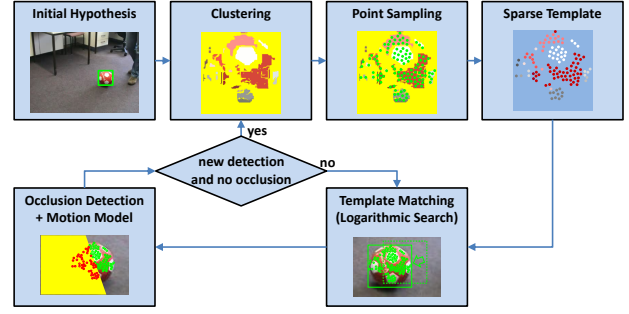 Initial Hypothesis
Clustering
Point Sampling
Sparse Template
yes
new detection
and no occlusion
no
Occlusion Detection
+ Motion Model
Template Matching
(Logarithmic Search)